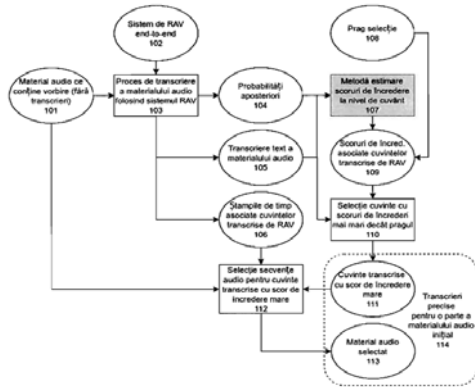 Sistem de RAV
end-to-end
102
Prag selecție
108
Material audio ce
conține vorbire (fără
transcrieri)
101
Proces de transcriere
a materialului audio
folosind sistemul RAV
103
Probabilități
aposteriori
104
Metodă estimare
scoruri de încredere
la nivel de cuvânt
107
Transcriere text a
materialului audio
105
Scoruri de încred.
asociate cuvintelor
transcrise de RAV
109
Ștampile de timp
asociate cuvintelor
transcrise de RAV
106
Selecție cuvinte cu
scoruri de încrederi
mai mari decât pragul
110
Selecție secvențe
audio pentru cuvinte
transcrise cu scor de
încredere mare
112
Cuvinte transcrise
cu scor de încredere
mare
111
Transcrieri
precise
pentru o parte a
materialului audio
inițial
114
Material audio
selectat
113